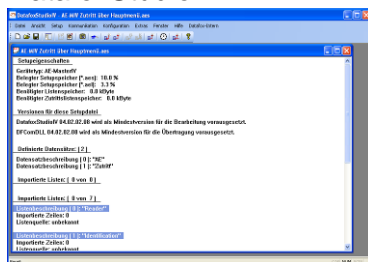 DatafoxStudioIV - AE MIV Zutritt über Hauptmenü.aes
Datei Ansicht Setup Kommunikation Konfiguration Extras Fenster Hilfe Datafox-Intern
AE MIV Zutritt über Hauptmenü.aes
Setupeigenschaften
Gerätetyp: AE-MasterIV
Belegter Setupspeicher (*.aes): 10.0 %
Belegter Setupspeicher (*.aef): 3.3 %
Benötigter Listenspeicher: 0.0 kByte
Benötigter Zutrittslistenspeicher: 0.0 kByte
Versionen für diese Setupdatei
DatafoxStudioIV 04.02.02.00 wird als Mindestversion für die Bearbeitung vorausgesetzt.
DFComDLL 04.02.02.00 wird als Mindestversion für die Übertragung vorausgesetzt.
Definierte Datensätze: [ 2 ]
Datensatzbeschreibung [ 0 ]: "AE"
Datensatzbeschreibung [ 1 ]: "Zutritt"
Importierte Listen: [ 0 von 0 ]
Importierte Listen: [ 0 von 7 ]
Listenbeschreibung [ 0 ]: "Reader"
Importierte Zeilen: 0
Listenquelle: unbekannt
Listenbeschreibung [ 1 ]: "Identification"
Importierte Zeilen: 0
Listenquelle: unbekannt